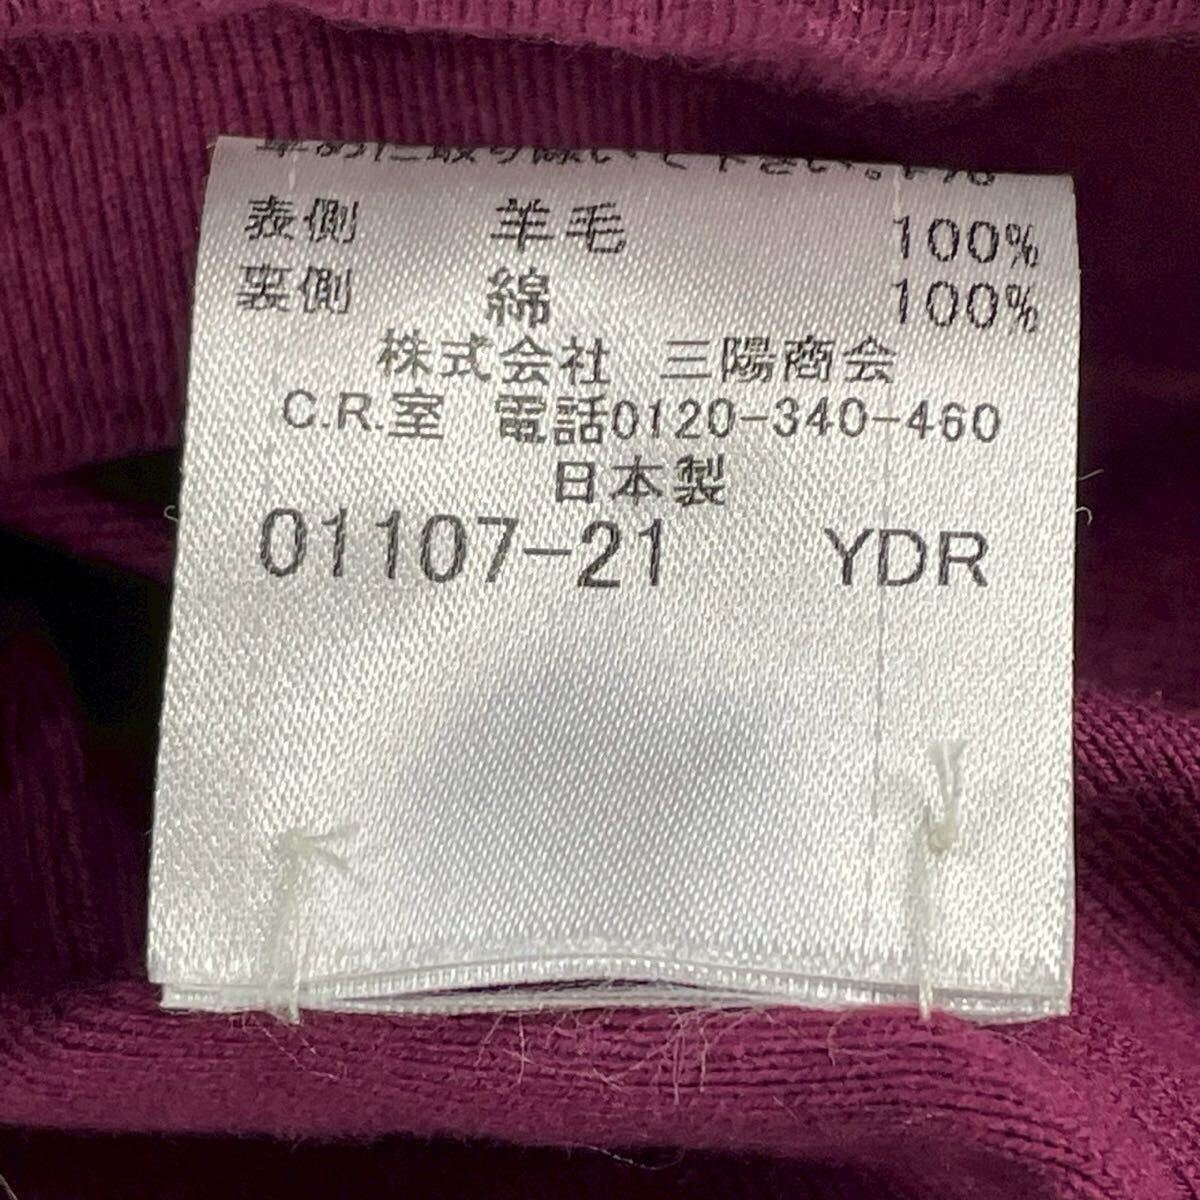 表側 羊毛 100%
裏側 綿 100%
株式会社 三陽商会
C.R.室 電話0120-340-460
日本製
01107-21 YDR